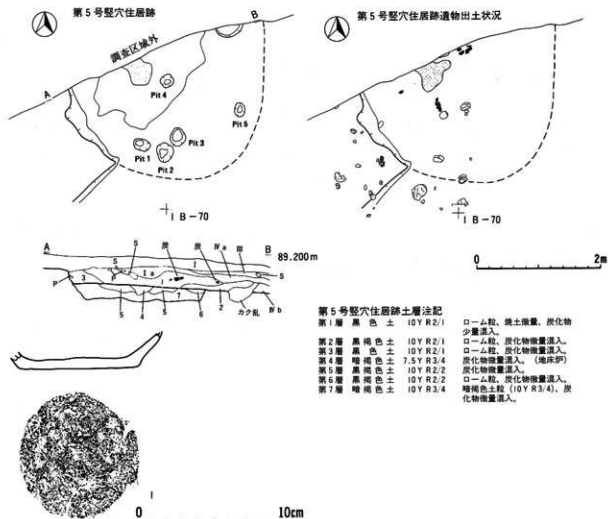 第5号竪穴住居跡
B
調査区域外
A
Pit 4
Pit 5
Pit 3
Pit 1
Pit 2
I B-70
第5号竪穴住居跡遺物出土状況
I B-70
A
S
S
炭
炭
Ⅳa
Ⅲ
I
B
89.200m
P
3
P
Ⅰa
1
S
5
4
5
7
6
2
カク乱
Ⅳb
0
2m
第5号竪穴住居跡土層注記
第1層 黒色土 10YR2/1 ローム粒、焼土微量、炭化物
少量混入。
第2層 黒褐色土 10YR2/1 ローム粒、炭化物微量混入。
第3層 黒色土 10YR2/1 ローム粒、炭化物微量混入。
第4層 暗褐色土 7.5YR3/4 炭化物微量混入。(地床炉)
第5層 黒褐色土 10YR2/2 炭化物微量混入。
第6層 黒褐色土 10YR2/2 ローム粒、炭化物微量混入。
第7層 暗褐色土 10YR3/4 暗褐色土粒(10YR3/4)、炭
化物微量混入。
1
0
10cm